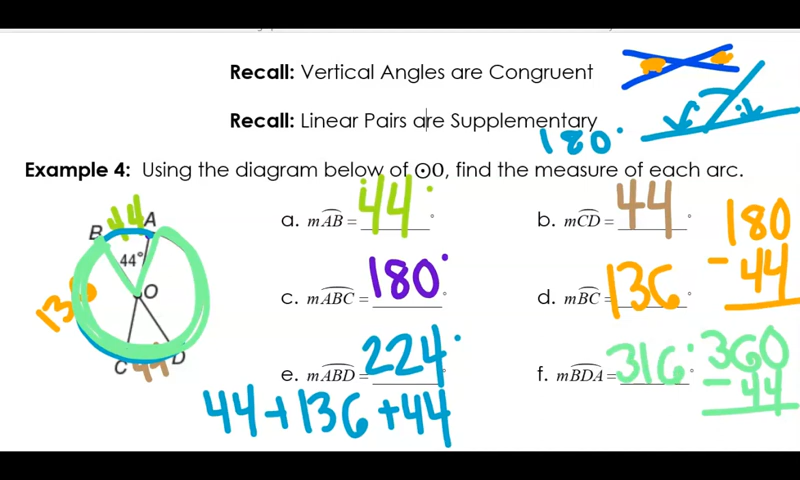 Recall: Vertical Angles are Congruent
Recall: Linear Pairs are Supplementary
180°
Example 4: Using the diagram below of ⊙O, find the measure of each arc.
a. mAB = 44°
b. mCD = 44°
180
- 44
c. mABC = 180°
d. mBC = 136°
e. mABD = 224°
44 + 136 + 44
f. mBDA = 316°
360
- 44
44
B
A
44°
O
13
C
44
D